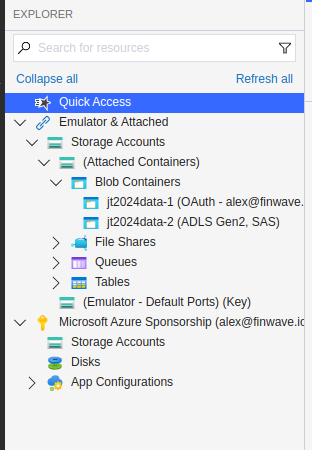 EXPLORER
Search for resources
Collapse all Refresh all
Quick Access
Emulator & Attached
Storage Accounts
(Attached Containers)
Blob Containers
jt2024data-1 (OAuth - alex@finwave.
jt2024data-2 (ADLS Gen2, SAS)
File Shares
Queues
Tables
(Emulator - Default Ports) (Key)
Microsoft Azure Sponsorship (alex@finwave.io
Storage Accounts
Disks
App Configurations